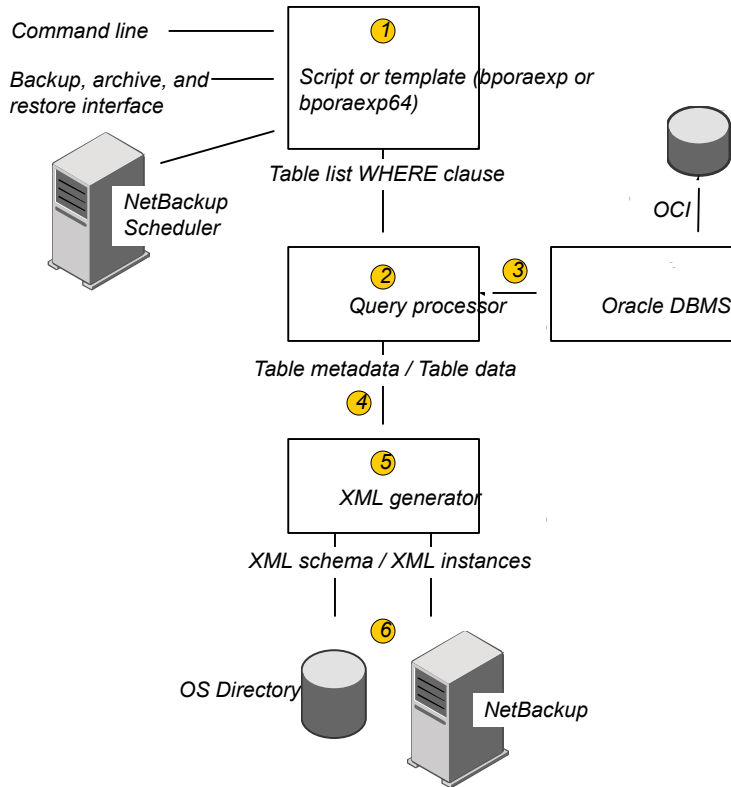 Command line
1
Backup, archive, and
restore interface
Script or template (bporaexp or
bporaexp64)
Table list WHERE clause
NetBackup
Scheduler
OCI
2
3
Query processor
Oracle DBMS
Table metadata / Table data
4
5
XML generator
XML schema / XML instances
6
OS Directory
NetBackup